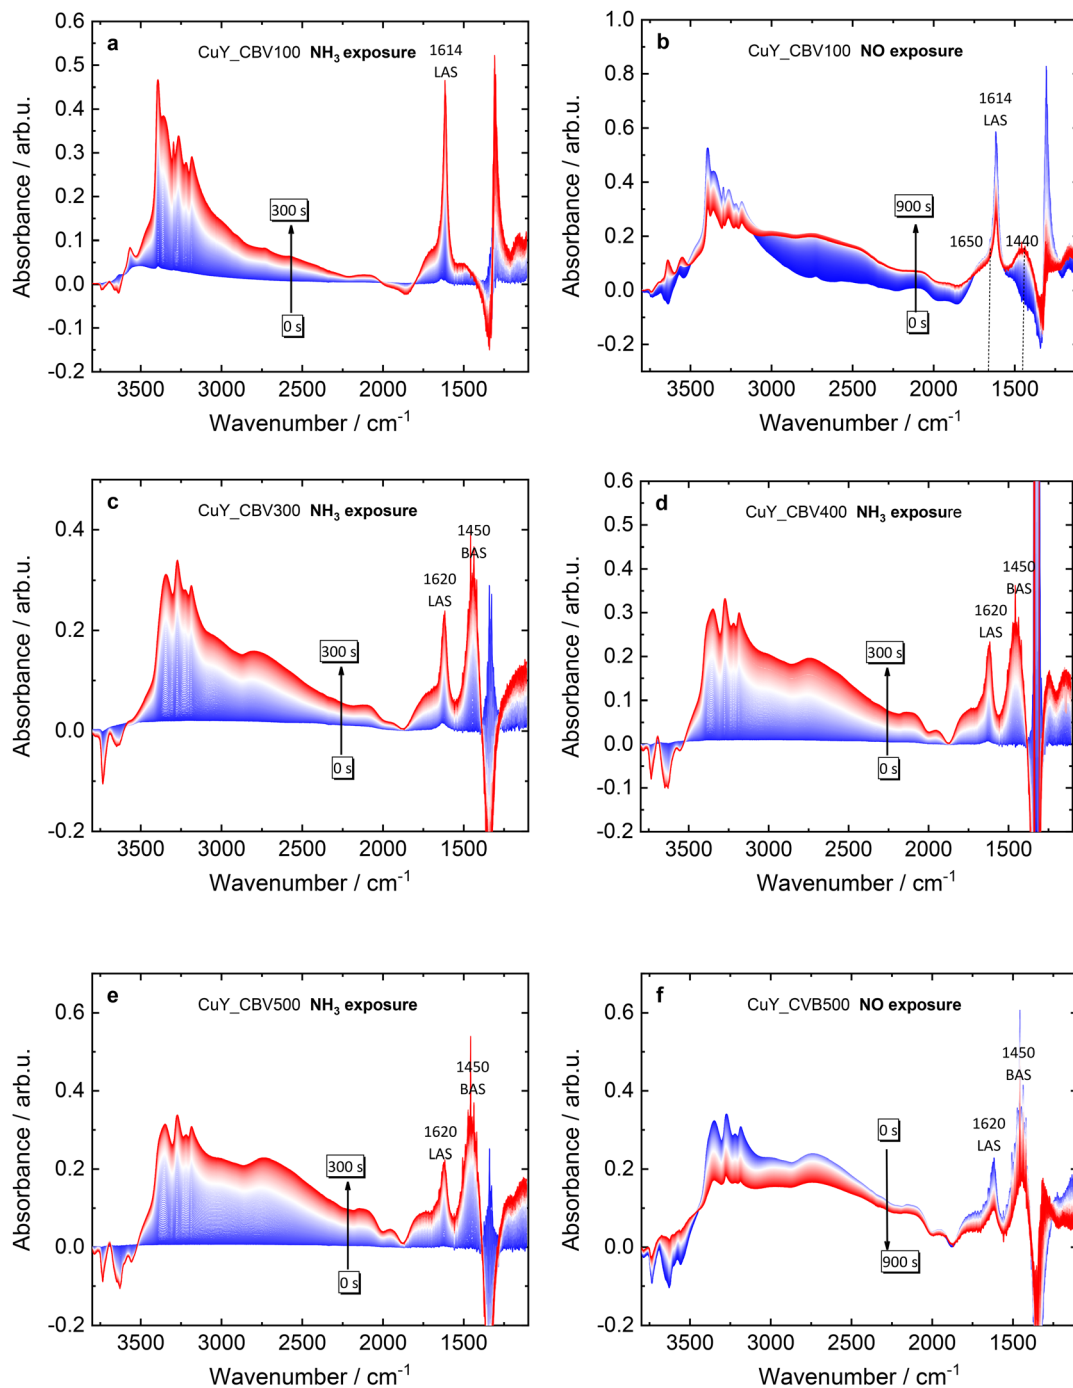 a
CuY_CBV100 NH₃ exposure
1614
LAS
300 s
0 s
0.6
0.5
0.4
0.3
0.2
0.1
0.0
-0.1
-0.2
3500 3000 2500 2000 1500
Absorbance / arb.u.
Wavenumber / cm⁻¹
b
CuY_CBV100 NO exposure
1614
LAS
900 s
1650
1440
0 s
1.0
0.8
0.6
0.4
0.2
0.0
-0.2
3500 3000 2500 2000 1500
Absorbance / arb.u.
Wavenumber / cm⁻¹
c
CuY_CBV300 NH₃ exposure
1450
BAS
1620
LAS
300 s
0 s
0.4
0.2
0.0
-0.2
3500 3000 2500 2000 1500
Absorbance / arb.u.
Wavenumber / cm⁻¹
d
CuY_CBV400 NH₃ exposure
1450
BAS
1620
LAS
300 s
0 s
0.6
0.5
0.4
0.3
0.2
0.1
0.0
-0.1
-0.2
3500 3000 2500 2000 1500
Absorbance / arb.u.
Wavenumber / cm⁻¹
e
CuY_CBV500 NH₃ exposure
1450
BAS
1620
LAS
300 s
0 s
0.6
0.4
0.2
0.0
-0.2
3500 3000 2500 2000 1500
Absorbance / arb.u.
Wavenumber / cm⁻¹
f
CuY_CVB500 NO exposure
1450
BAS
1620
LAS
0 s
900 s
0.6
0.4
0.2
0.0
-0.2
3500 3000 2500 2000 1500
Absorbance / arb.u.
Wavenumber / cm⁻¹